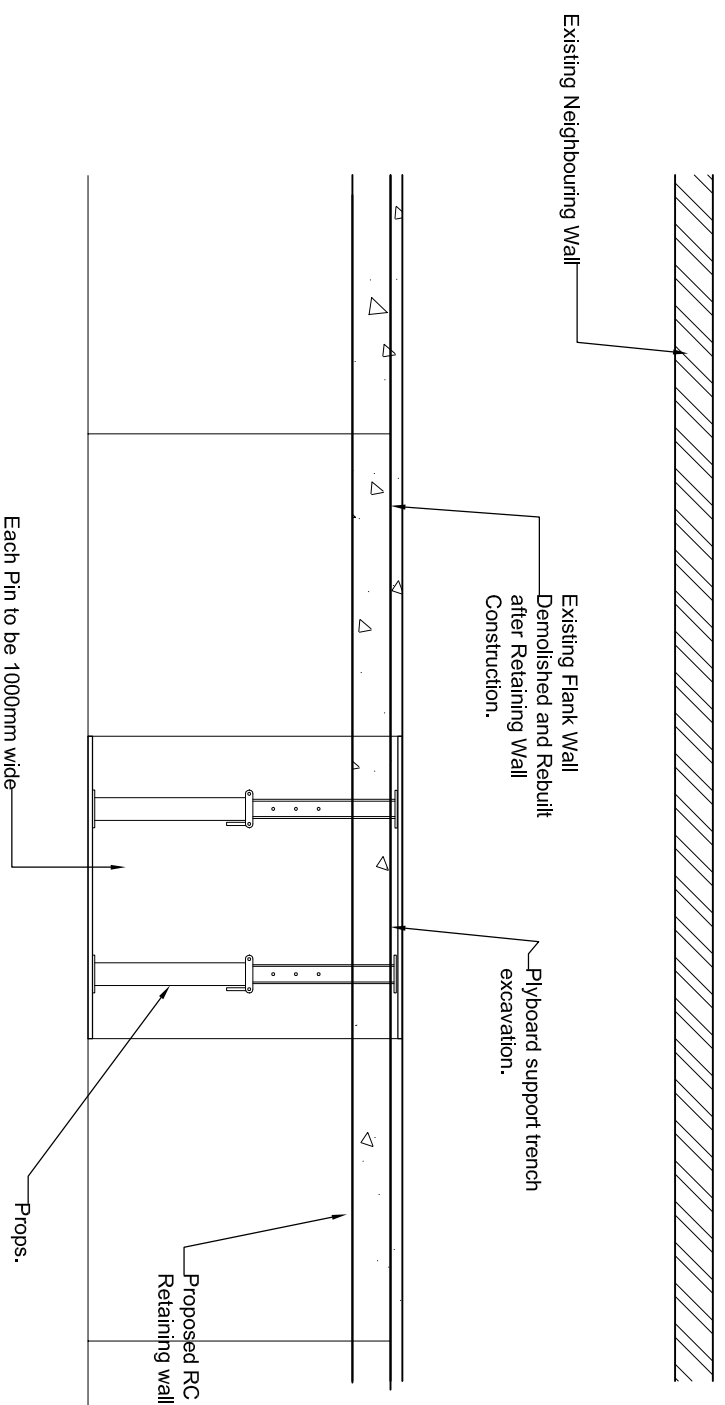 Existing Neighbouring Wall
Existing Flank Wall
Demolished and Rebuilt
after Retaining Wall
Construction.
Plyboard support trench
excavation.
Each Pin to be 1000mm wide
Props.
Proposed RC
Retaining wall